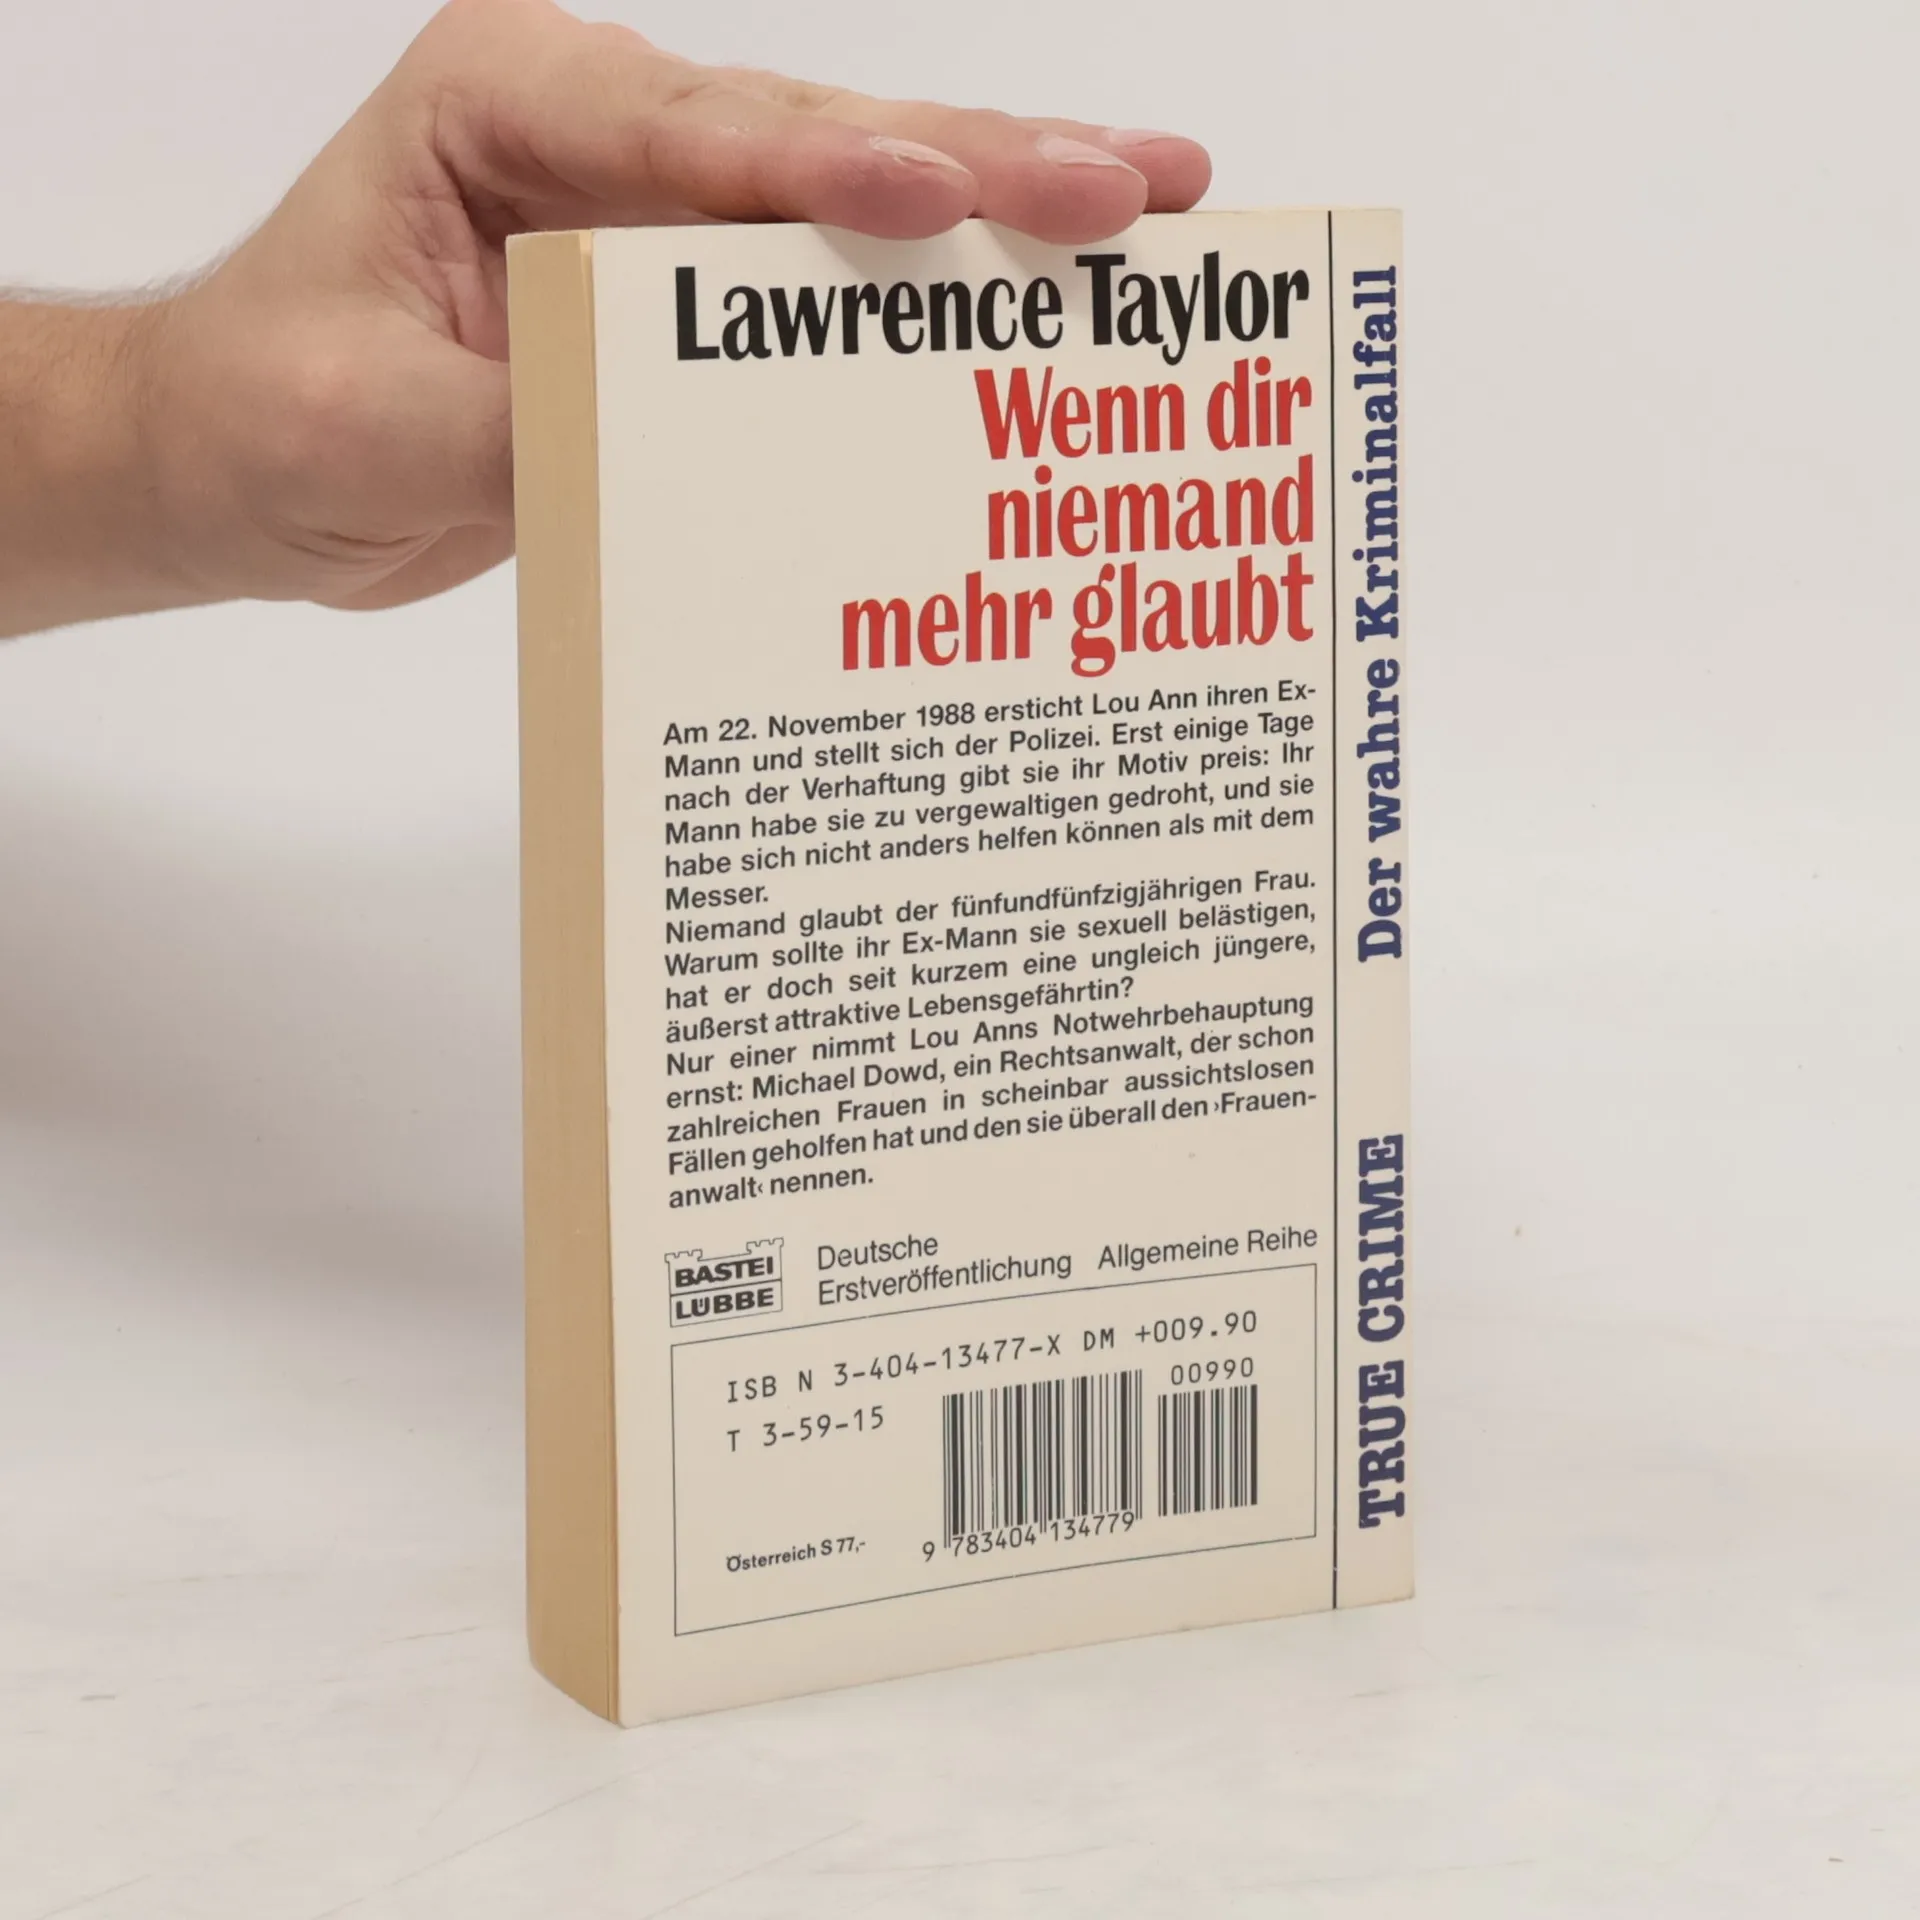 Lawrence Taylor
Wenn dir
niemand
mehr glaubt
Am 22. November 1988 ersticht Lou Ann ihren Ex-
Mann und stellt sich der Polizei. Erst einige Tage
nach der Verhaftung gibt sie ihr Motiv preis: Ihr
Mann habe sie zu vergewaltigen gedroht, und sie
habe sich nicht anders helfen können als mit dem
Messer.
Niemand glaubt der fünfundfünfzigjährigen Frau.
Warum sollte ihr Ex-Mann sie sexuell belästigen,
hat er doch seit kurzem eine ungleich jüngere,
äußerst attraktive Lebensgefährtin?
Nur einer nimmt Lou Anns Notwehrbehauptung
ernst: Michael Dowd, ein Rechtsanwalt, der schon
zahlreichen Frauen in scheinbar aussichtslosen
Fällen geholfen hat und den sie überall den ›Frauen-
anwalt‹ nennen.
BASTEI
LÜBBE
Deutsche
Erstveröffentlichung Allgemeine Reihe
ISB N 3-404-13477-X DM +009.90
00990
T 3-59-15
Österreich S 77,-
9 783404 134779
TRUE CRIME Der wahre Kriminalfall